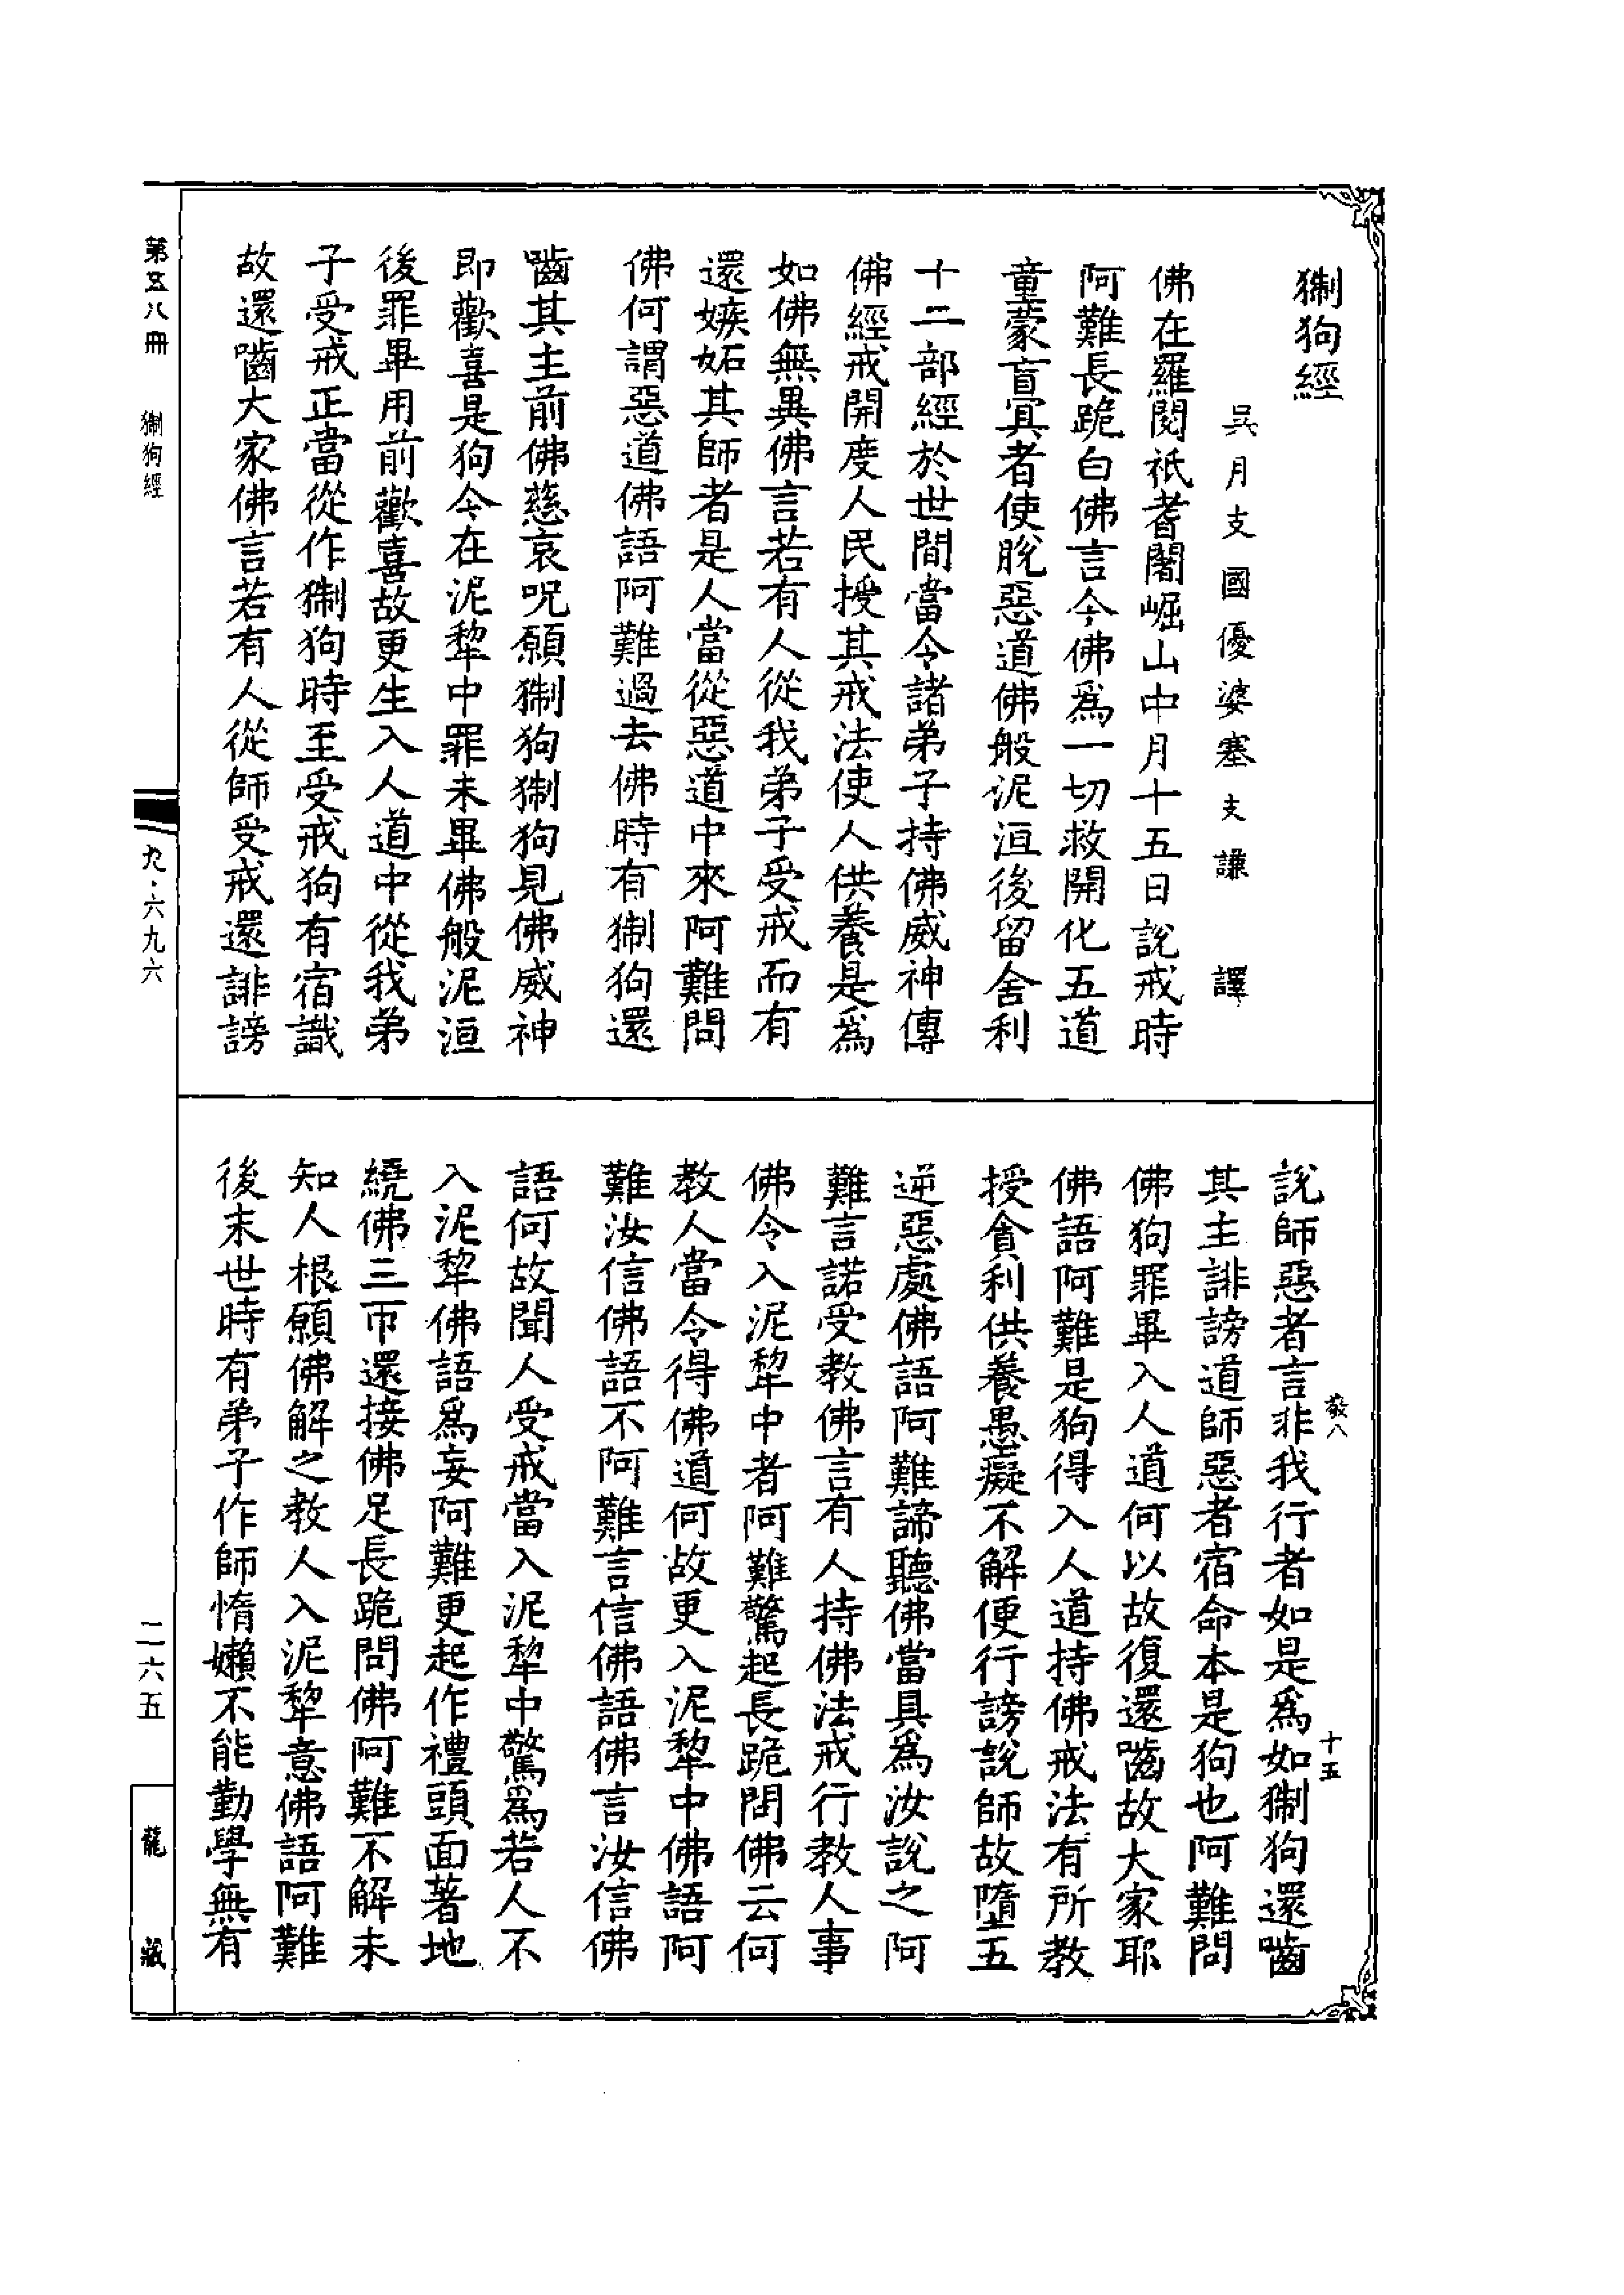 猘狗經
吳月支國優婆塞支謙譯
佛在羅閱祇耆闍崛山中月十五日說戒時
阿難長跪白佛言今佛爲一切救開化五道
童蒙盲冥者使脫惡道佛般泥洹後留舍利
十二部經於世間當令諸弟子持佛威神傳
佛經戒開度人民授其戒法使人供養是爲
如佛無異佛言若有人從我弟子受戒而有
還嫉妬其師者是人當從惡道中來阿難問
佛何謂惡道佛語阿難過去佛時有猘狗還
嚙其主前佛慈哀呪願猘狗猘狗見佛威神
即歡喜是狗今在泥犂中罪未畢佛般泥洹
後罪畢用前歡喜故更生入人道中從我弟
子受戒正當從作猘狗時至受戒狗有宿識
故還嚙大家佛言若有人從師受戒還誹謗
說師惡者言非我行者如是爲如猘狗還嚙
其主誹謗道師惡者宿命本是狗也阿難問
佛狗罪畢入人道何以故復還嚙故大家耶
佛語阿難是狗得入人道持佛戒法有所教
授貪利供養愚癡不解便行謗說師故墮五
逆惡處佛語阿難諦聽佛當具爲汝說之阿
難言諾受教佛言有人持佛法戒行教人事
佛令入泥犂中者阿難驚起長跪問佛云何
教人當令得佛道何故更入泥犂中佛語阿
難汝信佛語不阿難言信佛語佛言汝信佛
語何故聞人受戒當入泥犂中驚爲若人不
入泥犂佛語爲妄阿難更起作禮頭面著地
繞佛三帀還接佛足長跪問佛阿難不解未
知人根願佛解之教人入泥犂意佛語阿難
後末世時有弟子作師惰嬾不能勤學無有
第五八冊 猘狗經
九·六九六
二六五
龍藏
十五